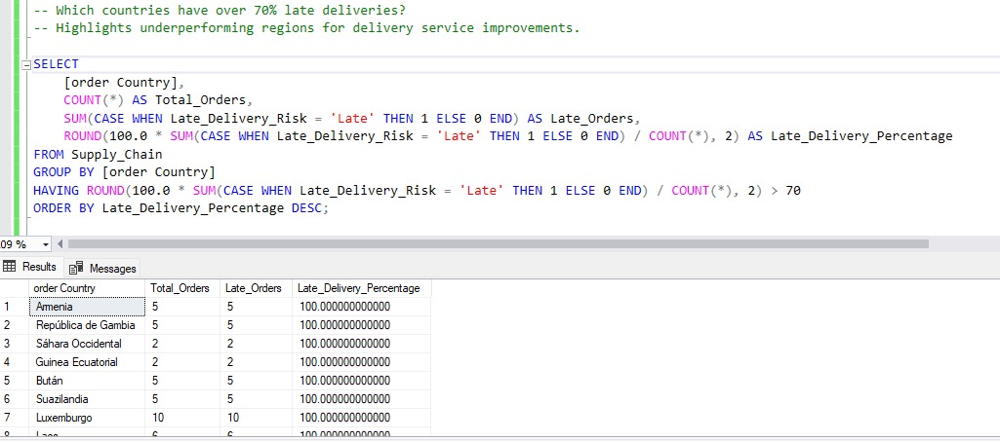 -- Which countries have over 70% late deliveries?
-- Highlights underperforming regions for delivery service improvements.
SELECT
[order Country],
COUNT(*) AS Total_Orders,
SUM(CASE WHEN Late_Delivery_Risk = 'Late' THEN 1 ELSE 0 END) AS Late_Orders,
ROUND(100.0 * SUM(CASE WHEN Late_Delivery_Risk = 'Late' THEN 1 ELSE 0 END) / COUNT(*), 2) AS Late_Delivery_Percentage
FROM Supply_Chain
GROUP BY [order Country]
HAVING ROUND(100.0 * SUM(CASE WHEN Late_Delivery_Risk = 'Late' THEN 1 ELSE 0 END) / COUNT(*), 2) > 70
ORDER BY Late_Delivery_Percentage DESC;
09 %
Results Messages
order Country Total_Orders Late_Orders Late_Delivery_Percentage
1 Armenia 5 5 100.000000000000
2 República de Gambia 5 5 100.000000000000
3 Sáhara Occidental 2 2 100.000000000000
4 Guinea Ecuatorial 2 2 100.000000000000
5 Bután 5 5 100.000000000000
6 Suazilandia 5 5 100.000000000000
7 Luxemburgo 10 10 100.000000000000